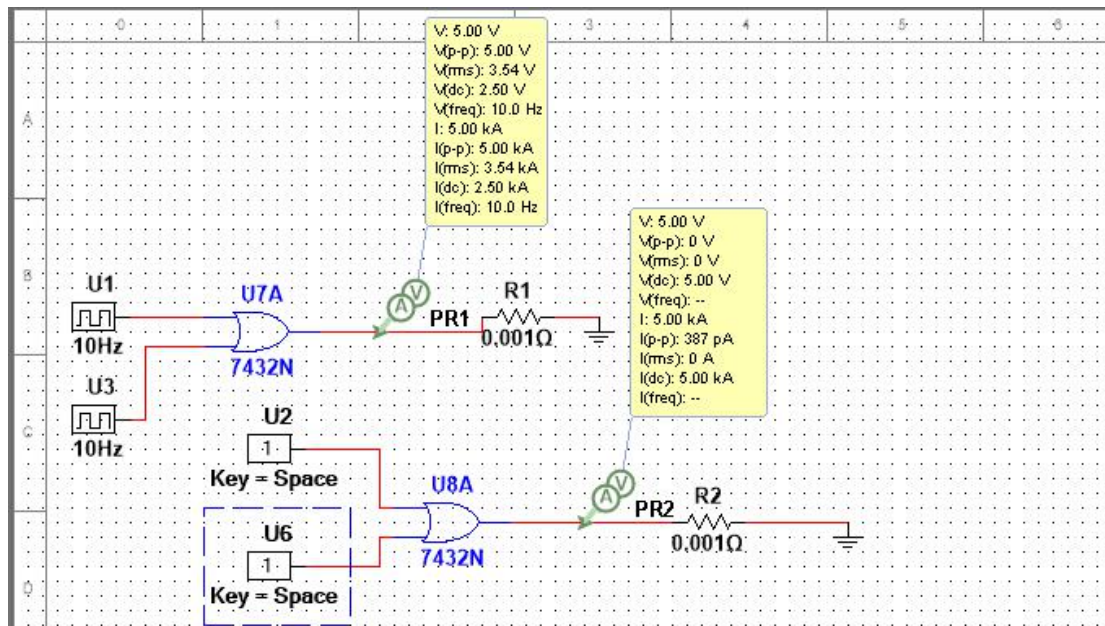 0 1 3 4 5 6
A
B
C
D
V: 5.00 V
V(p-p): 5.00 V
V(rms): 3.54 V
V(dc): 2.50 V
V(freq): 10.0 Hz
I: 5.00 kA
I(p-p): 5.00 kA
I(rms): 3.54 kA
I(dc): 2.50 kA
I(freq): 10.0 Hz
V: 5.00 V
V(p-p): 0 V
V(rms): 0 V
V(dc): 5.00 V
V(freq): --
I: 5.00 kA
I(p-p): 387 pA
I(rms): 0 A
I(dc): 5.00 kA
I(freq): --
U1
10Hz
U3
10Hz
U7A
7432N
A V
PR1
R1
0.001Ω
U2
1
Key = Space
U6
1
Key = Space
U8A
7432N
A V
PR2
R2
0.001Ω